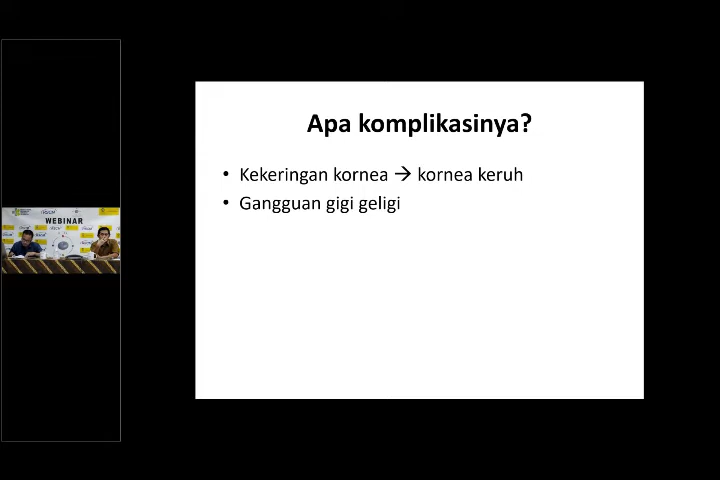 Apa komplikasinya?
• Kekeringan kornea → kornea keruh
• Gangguan gigi geligi
WEBINAR